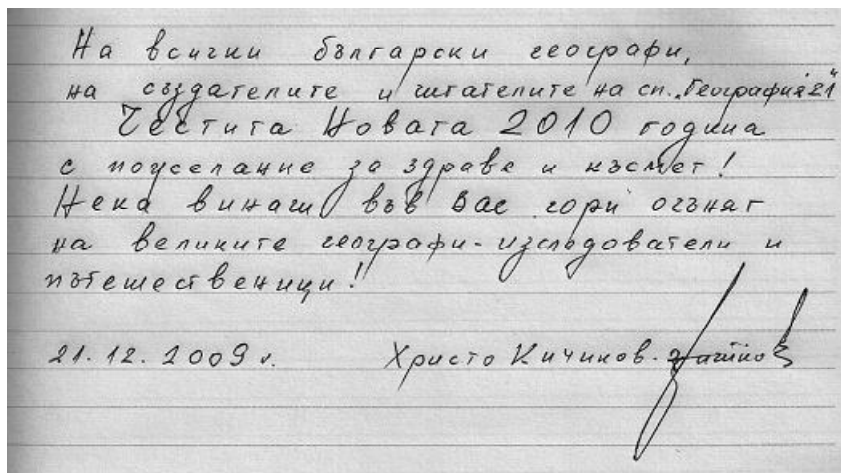 На всички български географи,
на създателите и читателите на сп. „География'21"
Честита Новата 2010 година
с пожелание за здраве и късмет!
Нека винаги във Вас гори огънят
на великите географи-изследователи и
пътешественици!
21.12.2009 г. Христо Кичиков.